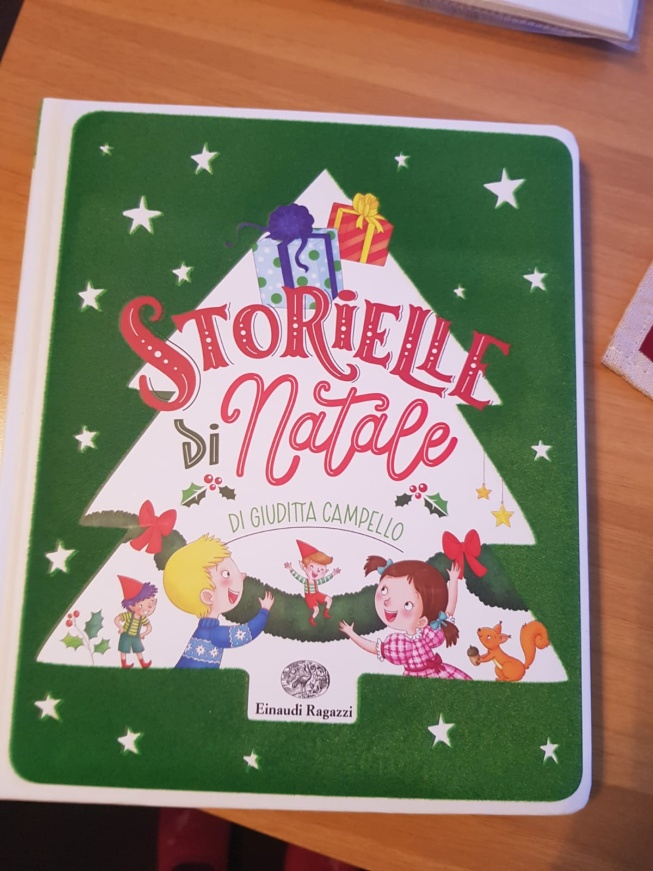 STORiELLE
Di Natale
DI GIUDITTA CAMPELLO
Einaudi Ragazzi